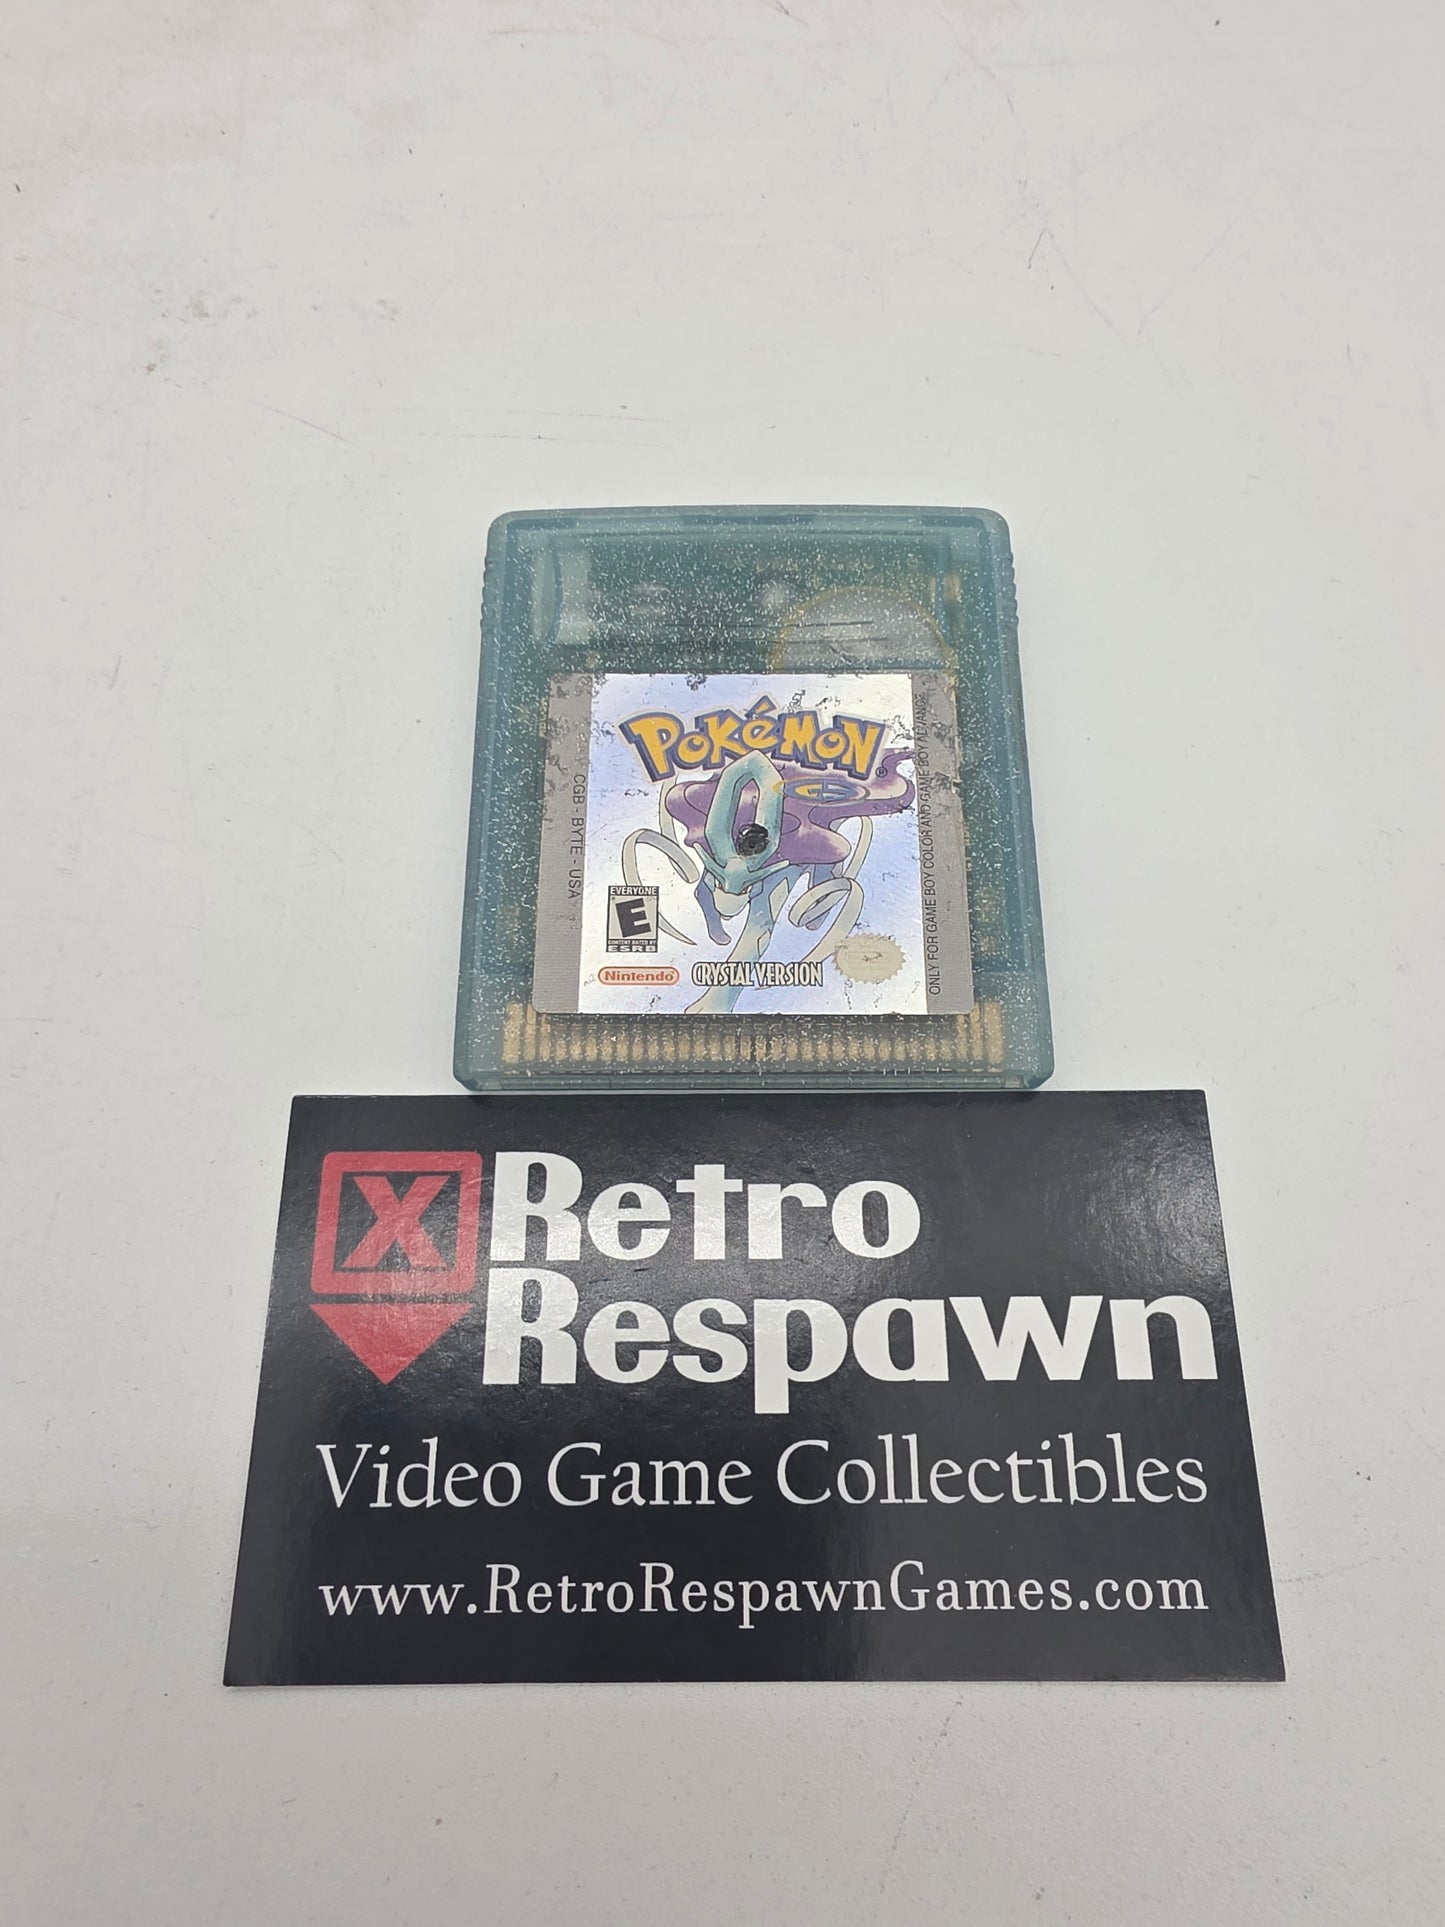 POKéMON®
GS
CGB - BYTE - USA
ONLY FOR GAME BOY COLOR AND GAME BOY ADVANCE
EVERYONE
E
CONTENT RATED BY
ESRB
Nintendo®
CRYSTAL VERSION
X Retro
Respawn
Video Game Collectibles
www.RetroRespawnGames.com